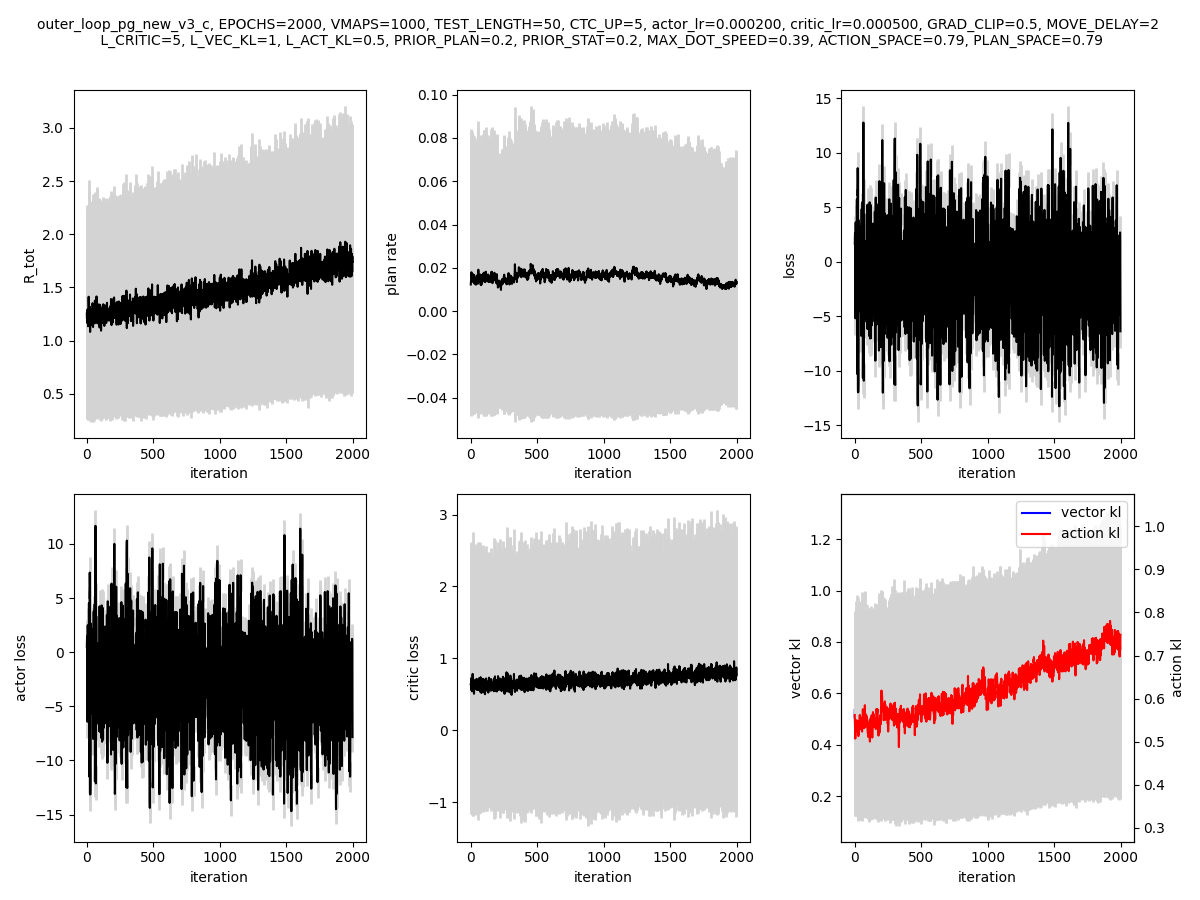 outer_loop_pg_new_v3_c, EPOCHS=2000, VMAPS=1000, TEST_LENGTH=50, CTC_UP=5, actor_lr=0.000200, critic_lr=0.000500, GRAD_CLIP=0.5, MOVE_DELAY=2
L_CRITIC=5, L_VEC_KL=1, L_ACT_KL=0.5, PRIOR_PLAN=0.2, PRIOR_STAT=0.2, MAX_DOT_SPEED=0.39, ACTION_SPACE=0.79, PLAN_SPACE=0.79
R_tot
3.0
2.5
2.0
1.5
1.0
0.5
0 500 1000 1500 2000
iteration
plan rate
0.10
0.08
0.06
0.04
0.02
0.00
−0.02
−0.04
0 500 1000 1500 2000
iteration
loss
15
10
5
0
−5
−10
−15
0 500 1000 1500 2000
iteration
actor loss
10
5
0
−5
−10
−15
0 500 1000 1500 2000
iteration
critic loss
3
2
1
0
−1
0 500 1000 1500 2000
iteration
vector kl
1.2
1.0
0.8
0.6
0.4
0.2
vector kl
action kl
1.0
0.9
0.8
0.7
0.6
0.5
0.4
0.3
action kl
0 500 1000 1500 2000
iteration